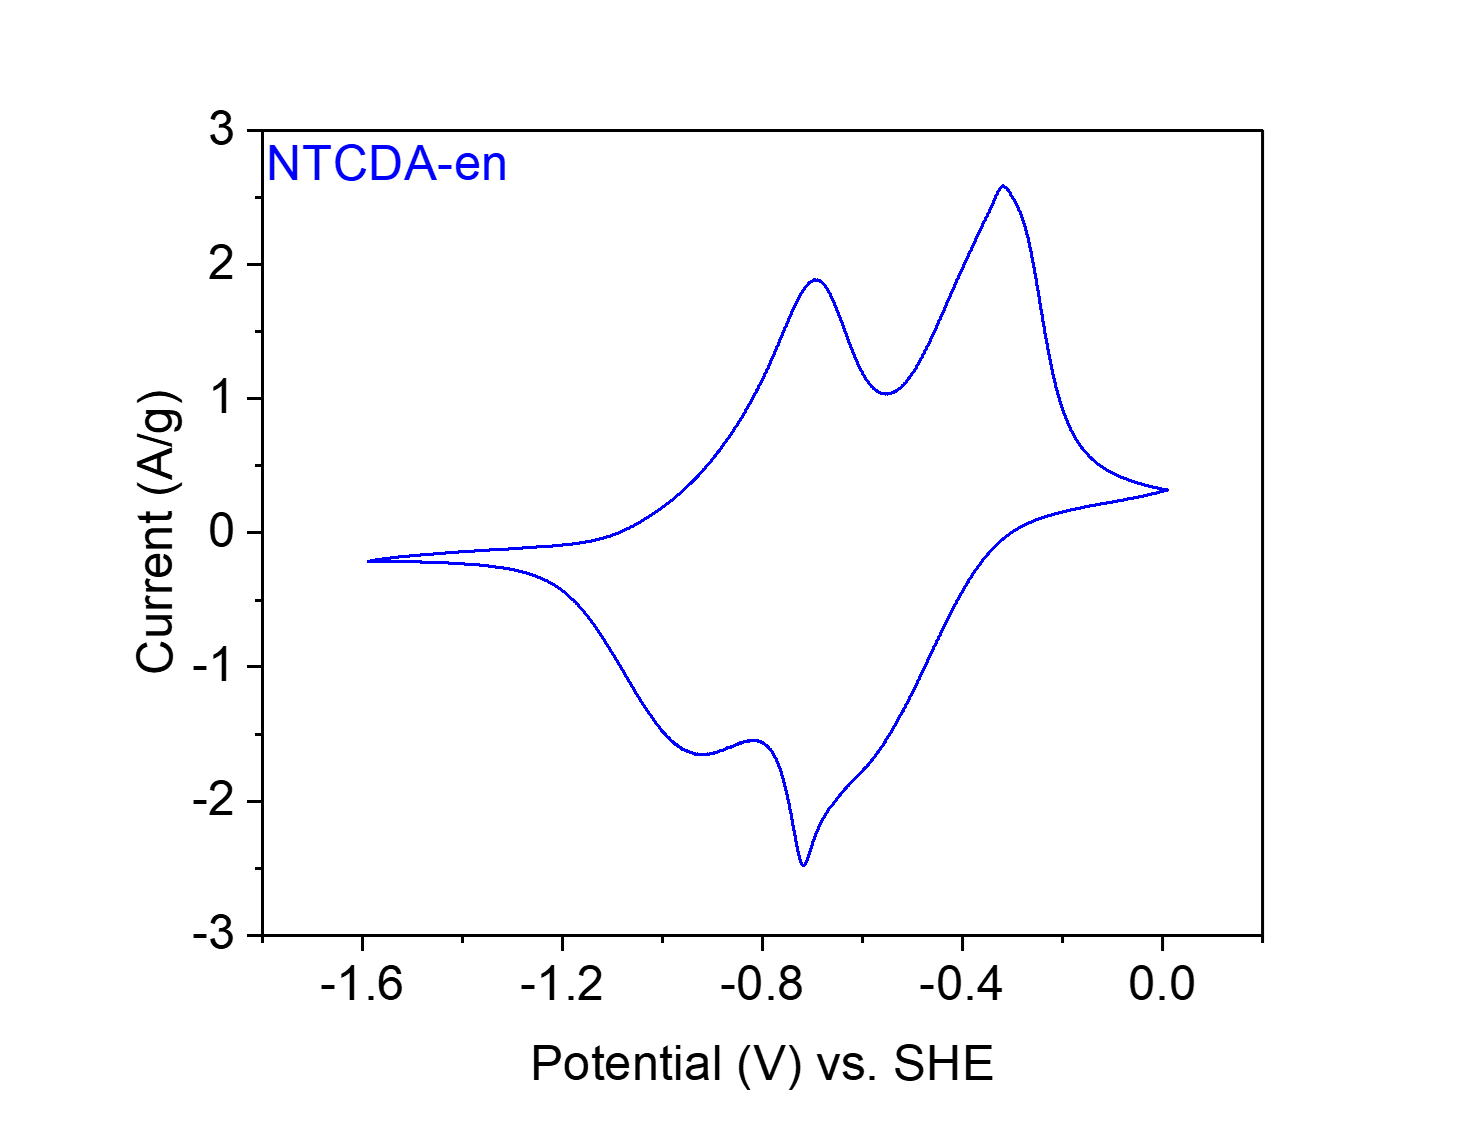 NTCDA-en
3
2
1
0
-1
-2
-3
Current (A/g)
-1.6 -1.2 -0.8 -0.4 0.0
Potential (V) vs. SHE